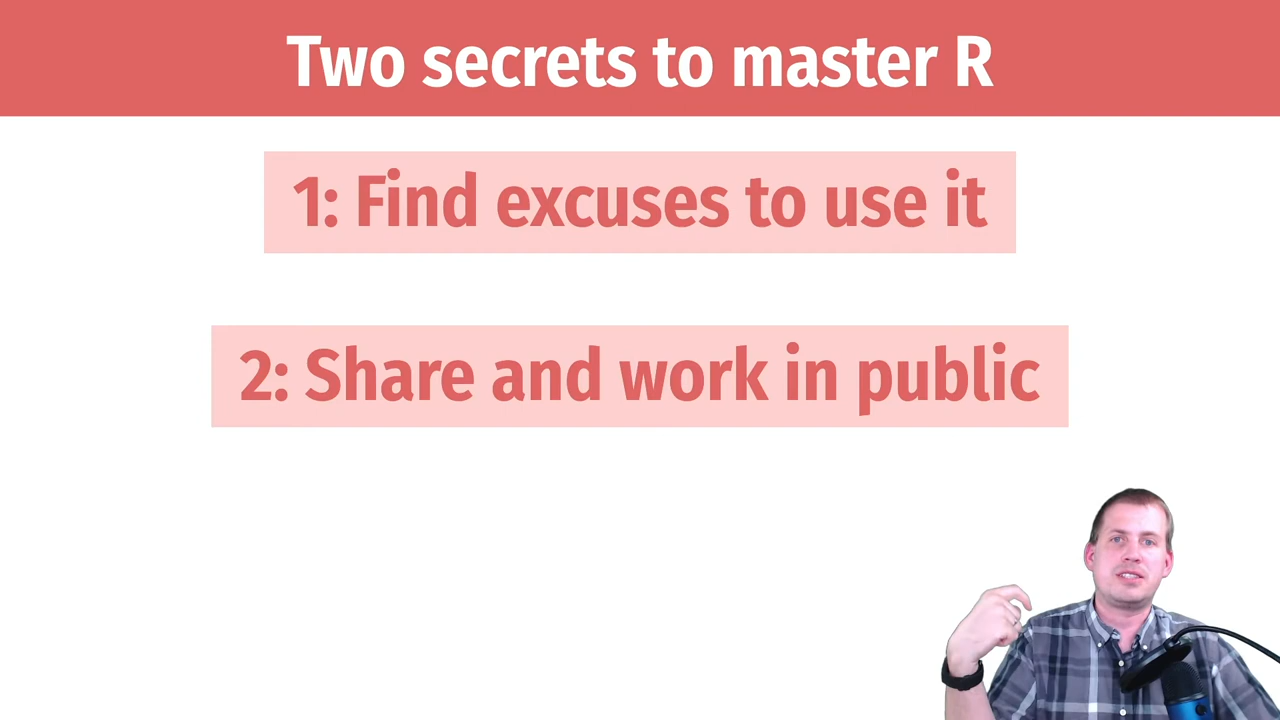 Two secrets to master R
1: Find excuses to use it
2: Share and work in public